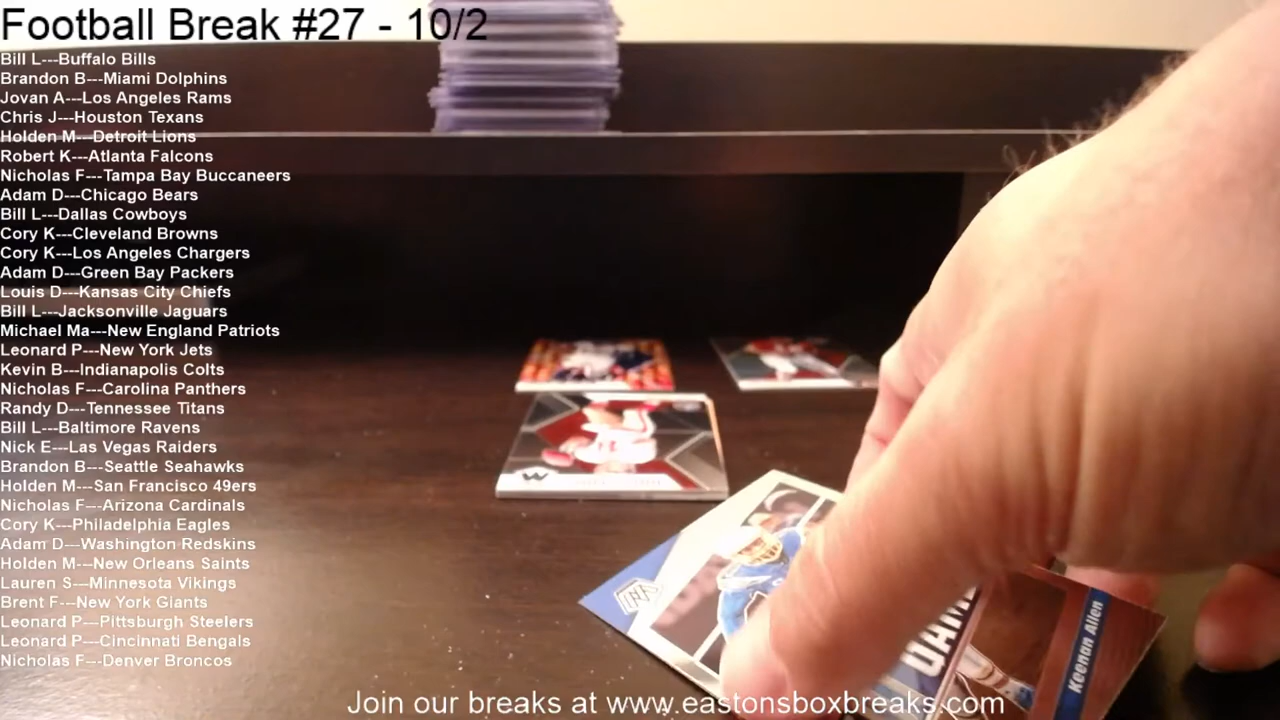 Football Break #27 - 10/2
Bill L---Buffalo Bills
Brandon B---Miami Dolphins
Jovan A---Los Angeles Rams
Chris J---Houston Texans
Holden M---Detroit Lions
Robert K---Atlanta Falcons
Nicholas F---Tampa Bay Buccaneers
Adam D---Chicago Bears
Bill L---Dallas Cowboys
Cory K---Cleveland Browns
Cory K---Los Angeles Chargers
Adam D---Green Bay Packers
Louis D---Kansas City Chiefs
Bill L---Jacksonville Jaguars
Michael Ma---New England Patriots
Leonard P---New York Jets
Kevin B---Indianapolis Colts
Nicholas F---Carolina Panthers
Randy D---Tennessee Titans
Bill L---Baltimore Ravens
Nick E---Las Vegas Raiders
Brandon B---Seattle Seahawks
Holden M---San Francisco 49ers
Nicholas F---Arizona Cardinals
Cory K---Philadelphia Eagles
Adam D---Washington Redskins
Holden M---New Orleans Saints
Lauren S---Minnesota Vikings
Brent F---New York Giants
Leonard P---Pittsburgh Steelers
Leonard P---Cincinnati Bengals
Nicholas F---Denver Broncos
Keenan Allen
Join our breaks at www.eastonsboxbreaks.com